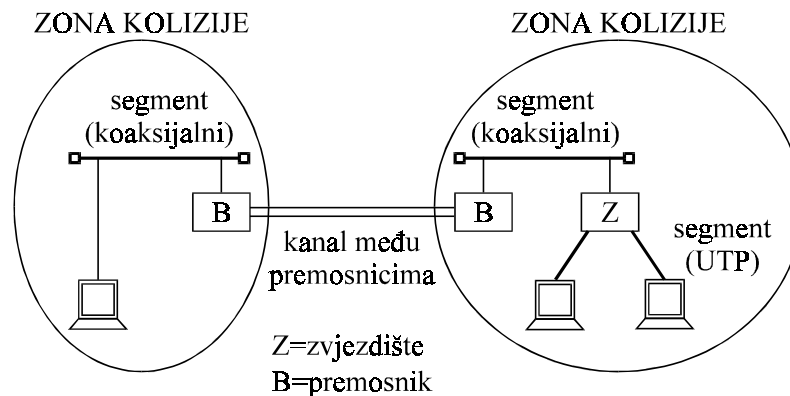 ZONA KOLIZIJE
segment
(koaksijalni)
B
ZONA KOLIZIJE
segment
(koaksijalni)
B
Z
segment
(UTP)
kanal među
premosnicima
Z=zvjezdište
B=premosnik